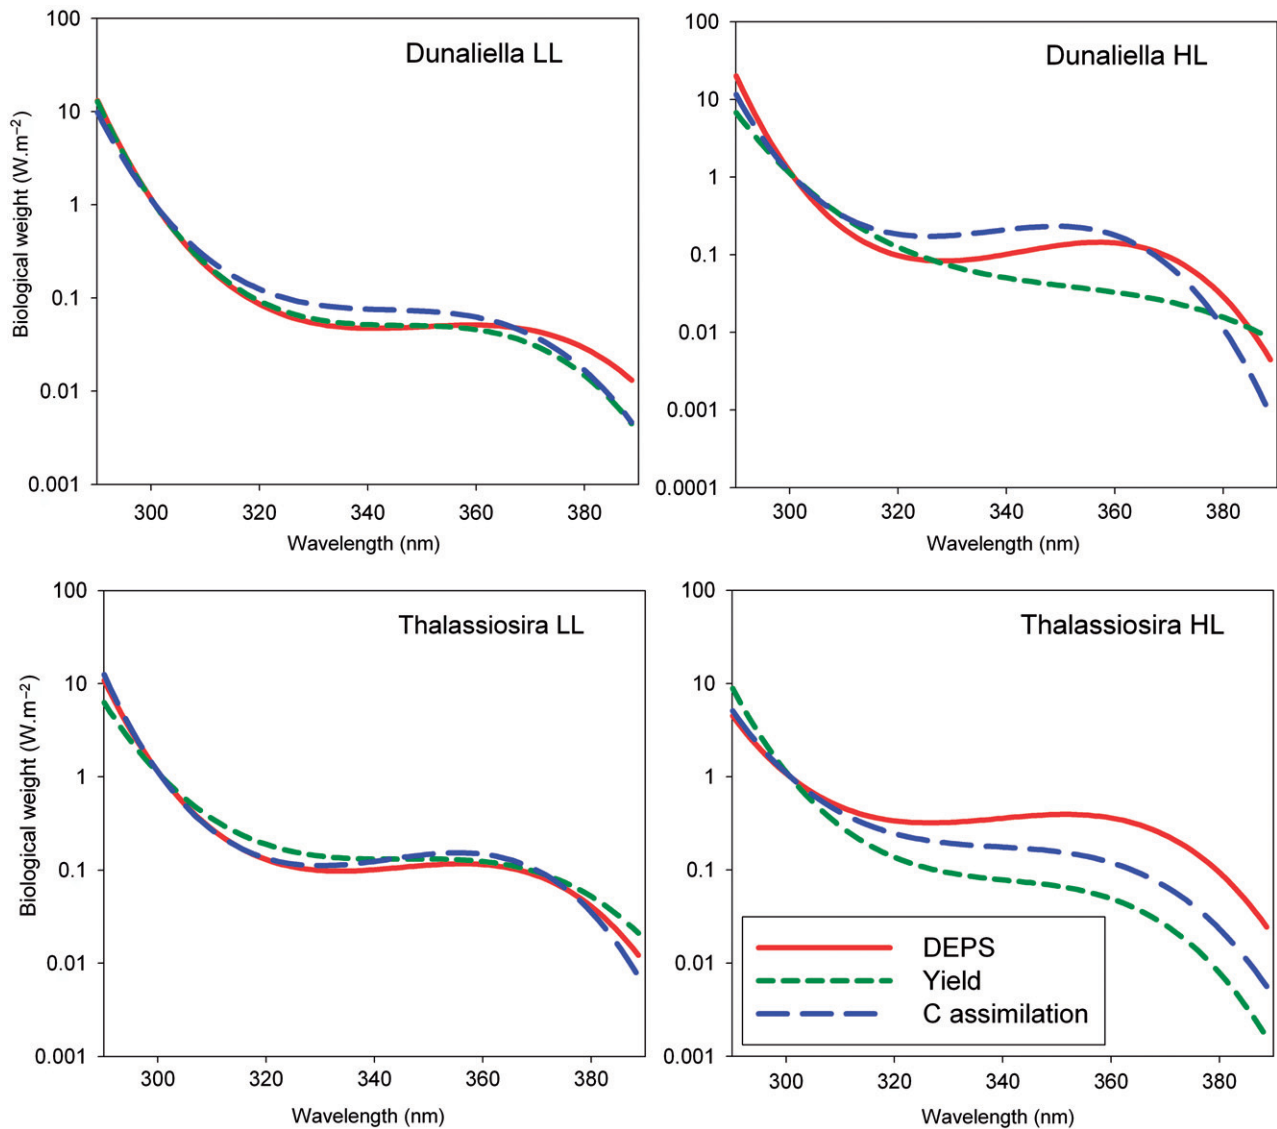 Dunaliella LL
Biological weight (W.m⁻²)
100
10
1
0.1
0.01
0.001
300 320 340 360 380
Wavelength (nm)
Dunaliella HL
100
10
1
0.1
0.01
0.001
0.0001
300 320 340 360 380
Wavelength (nm)
Thalassiosira LL
Biological weight (W.m⁻²)
100
10
1
0.1
0.01
0.001
300 320 340 360 380
Wavelength (nm)
Thalassiosira HL
100
10
1
0.1
0.01
0.001
300 320 340 360 380
Wavelength (nm)
DEPS
Yield
C assimilation